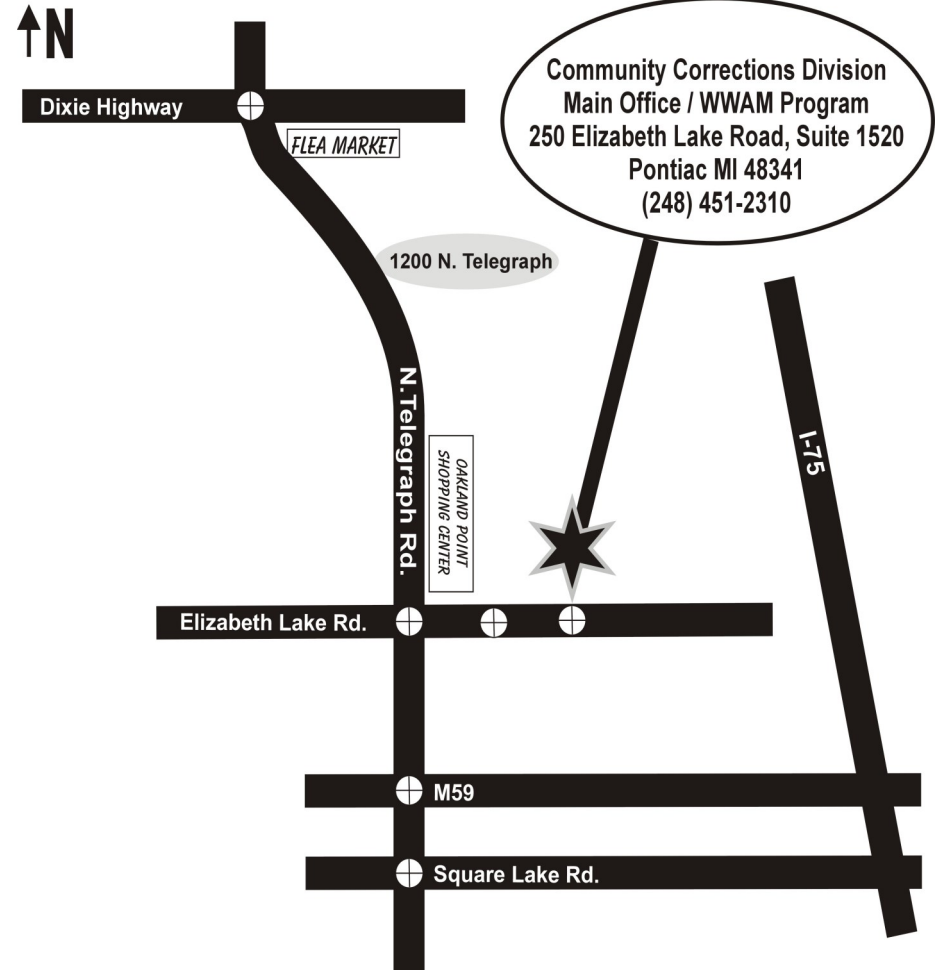 N
Community Corrections Division
Main Office / WWAM Program
250 Elizabeth Lake Road, Suite 1520
Pontiac MI 48341
(248) 451-2310
Dixie Highway
FLEA MARKET
1200 N. Telegraph
N.Telegraph Rd.
OAKLAND POINT
SHOPPING CENTER
I-75
Elizabeth Lake Rd.
M59
Square Lake Rd.